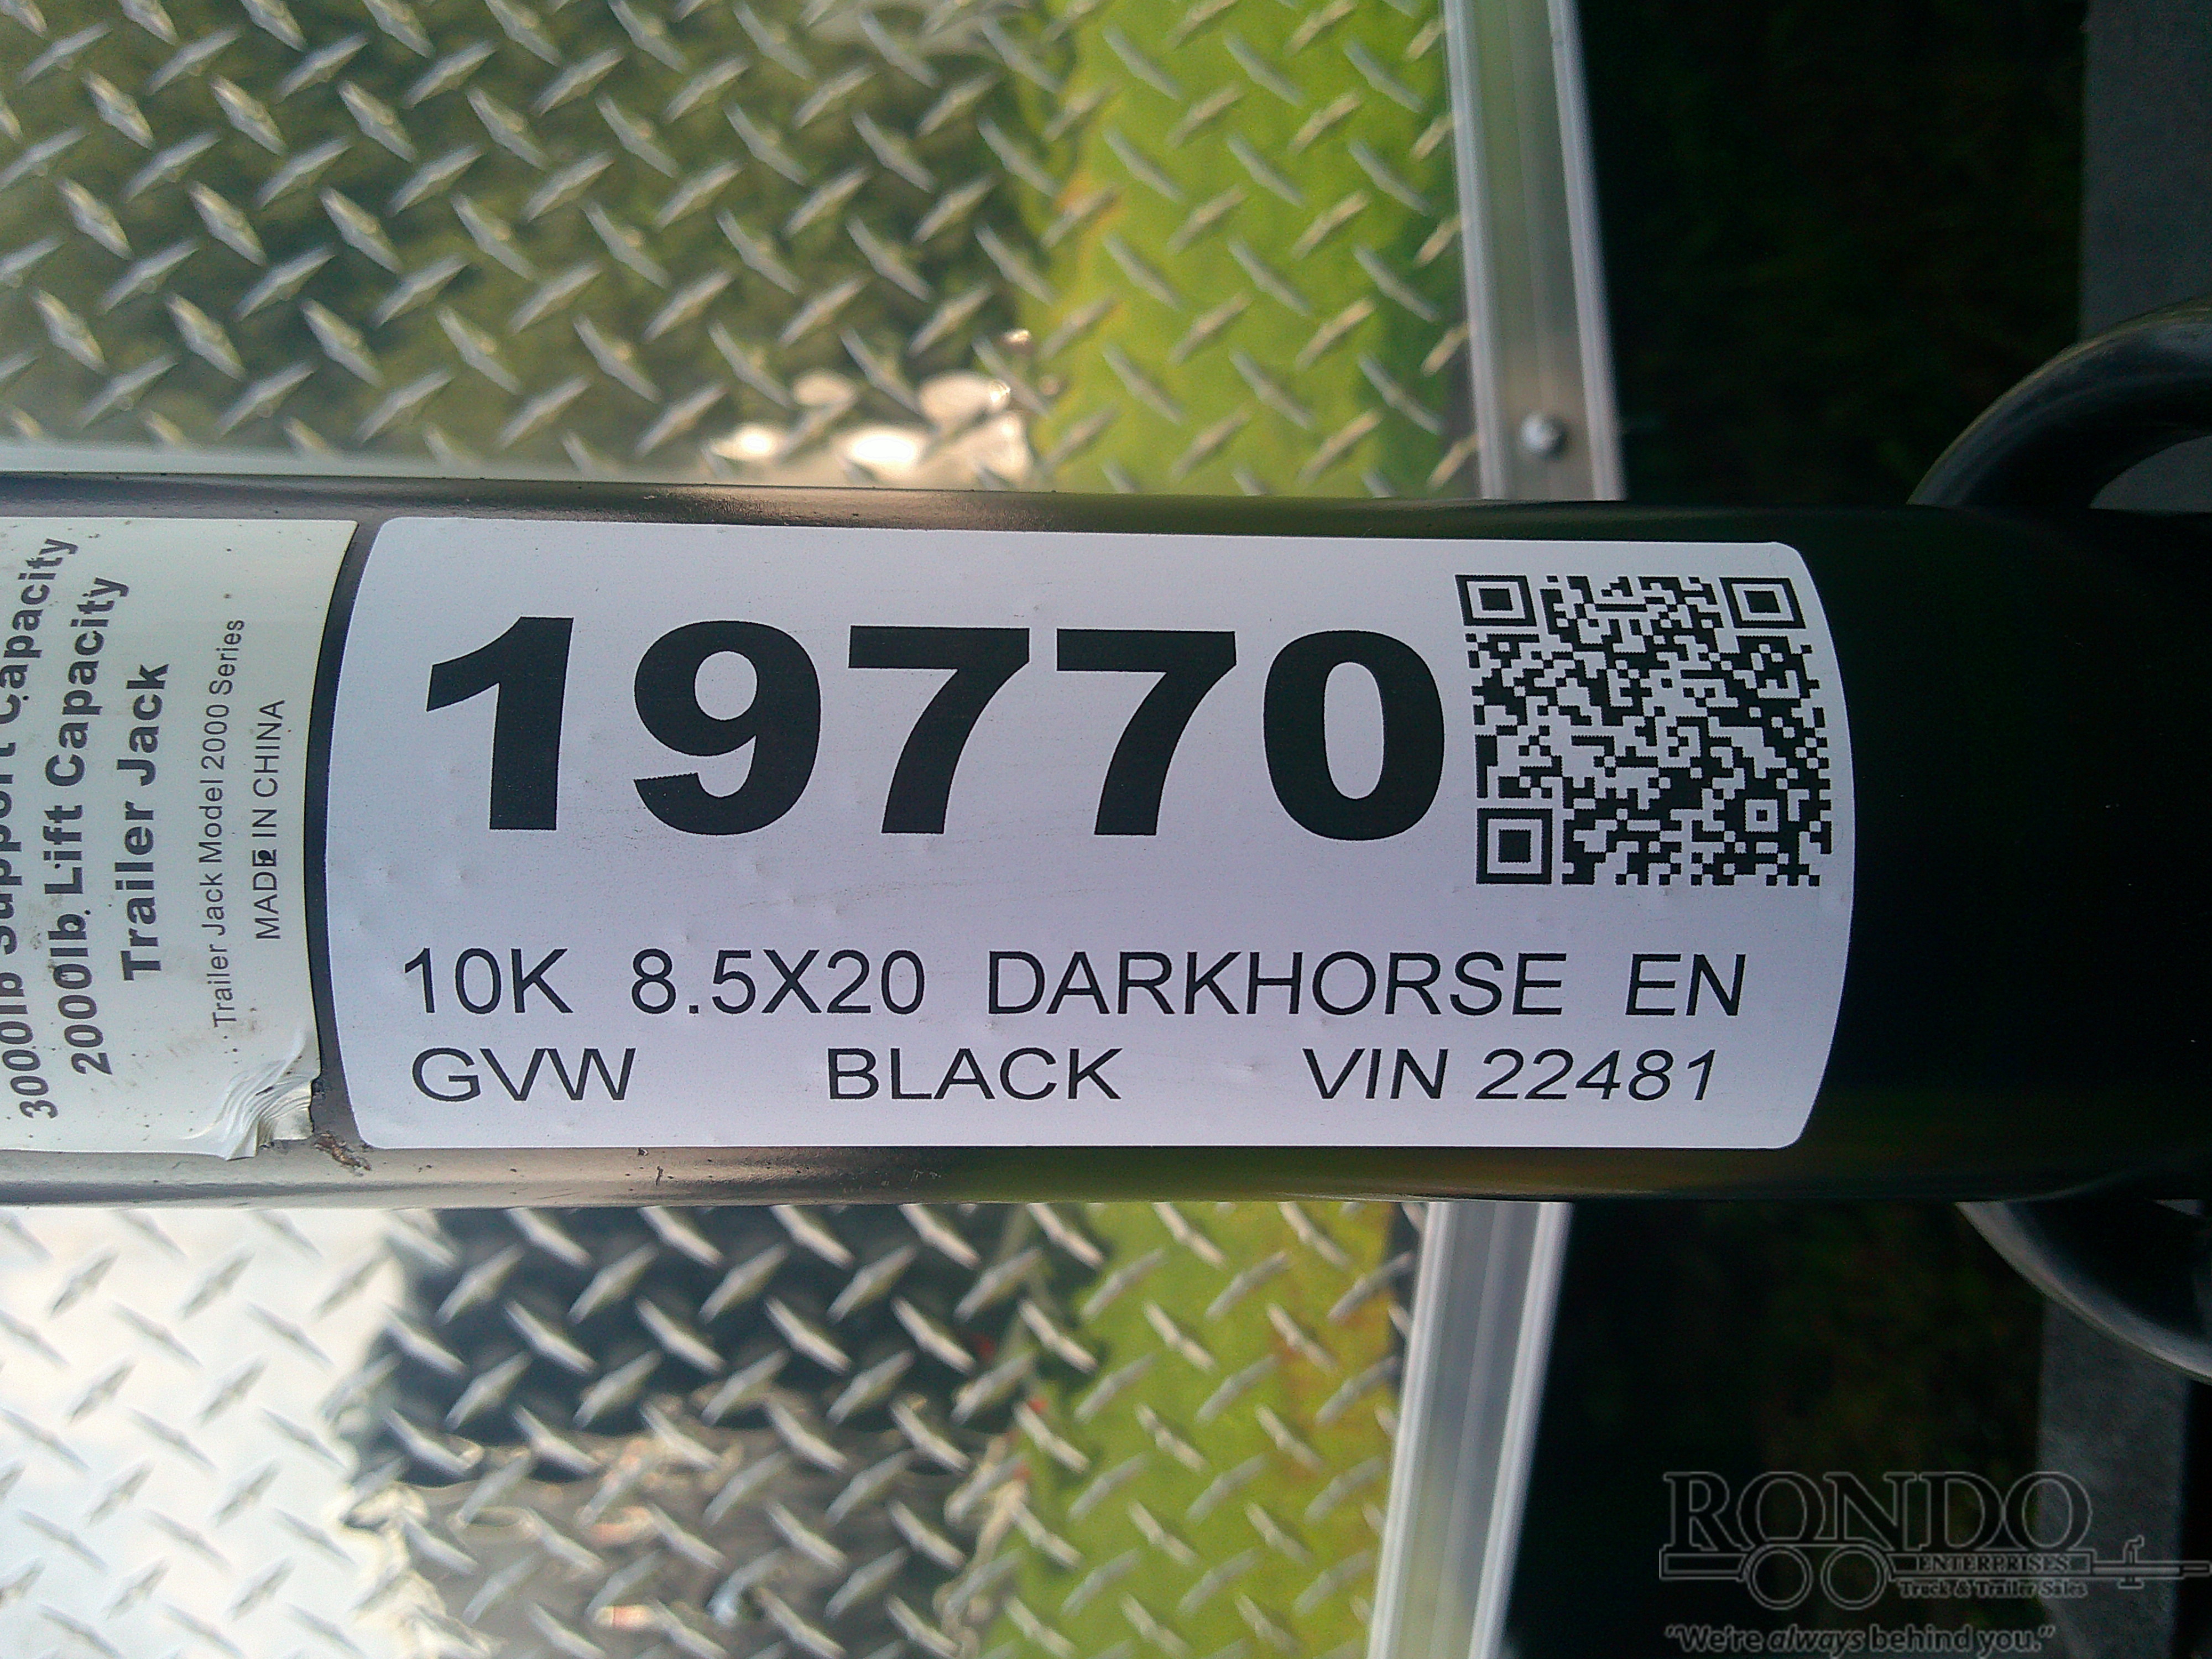 19770
10K 8.5X20 DARKHORSE EN
GVW BLACK VIN 22481
3000lb Support Capacity
2000lb Lift Capacity
Trailer Jack
Trailer Jack Model 2000 Series
MADE IN CHINA
RONDO
ENTERPRISES
Truck & Trailer Sales
"We're always behind you."